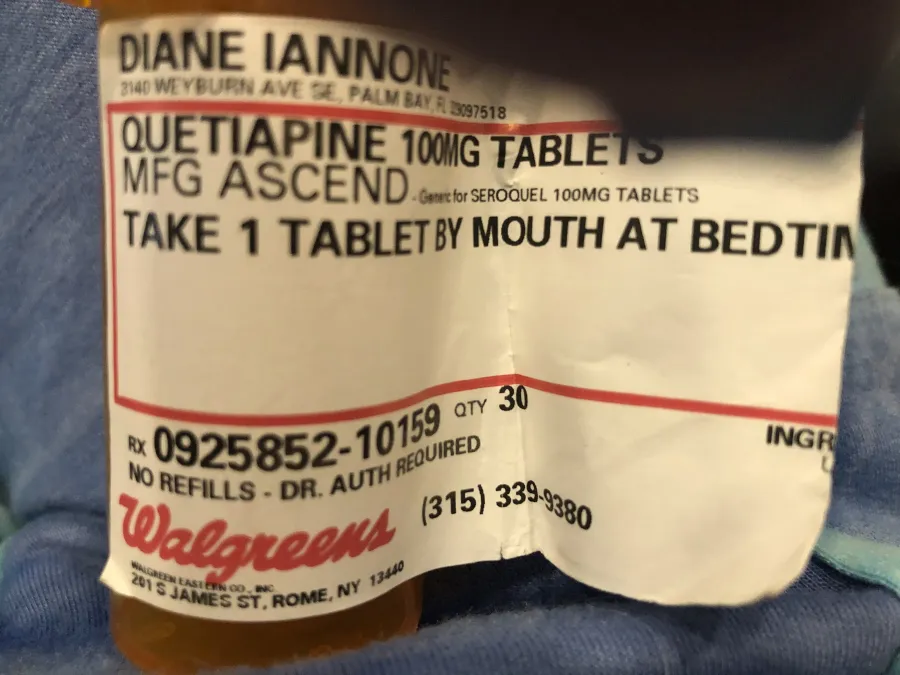 DIANE IANNONE
3140 WEYBURN AVE SE, PALM BAY, FL 29097518
QUETIAPINE 100MG TABLETS
MFG ASCEND - Generic for SEROQUEL 100MG TABLETS
TAKE 1 TABLET BY MOUTH AT BEDTIM
RX 0925852-10159 QTY 30
NO REFILLS - DR. AUTH REQUIRED
INGR
Walgreens (315) 339-9380
WALGREEN EASTERN CO., INC.
201 S JAMES ST, ROME, NY 13440